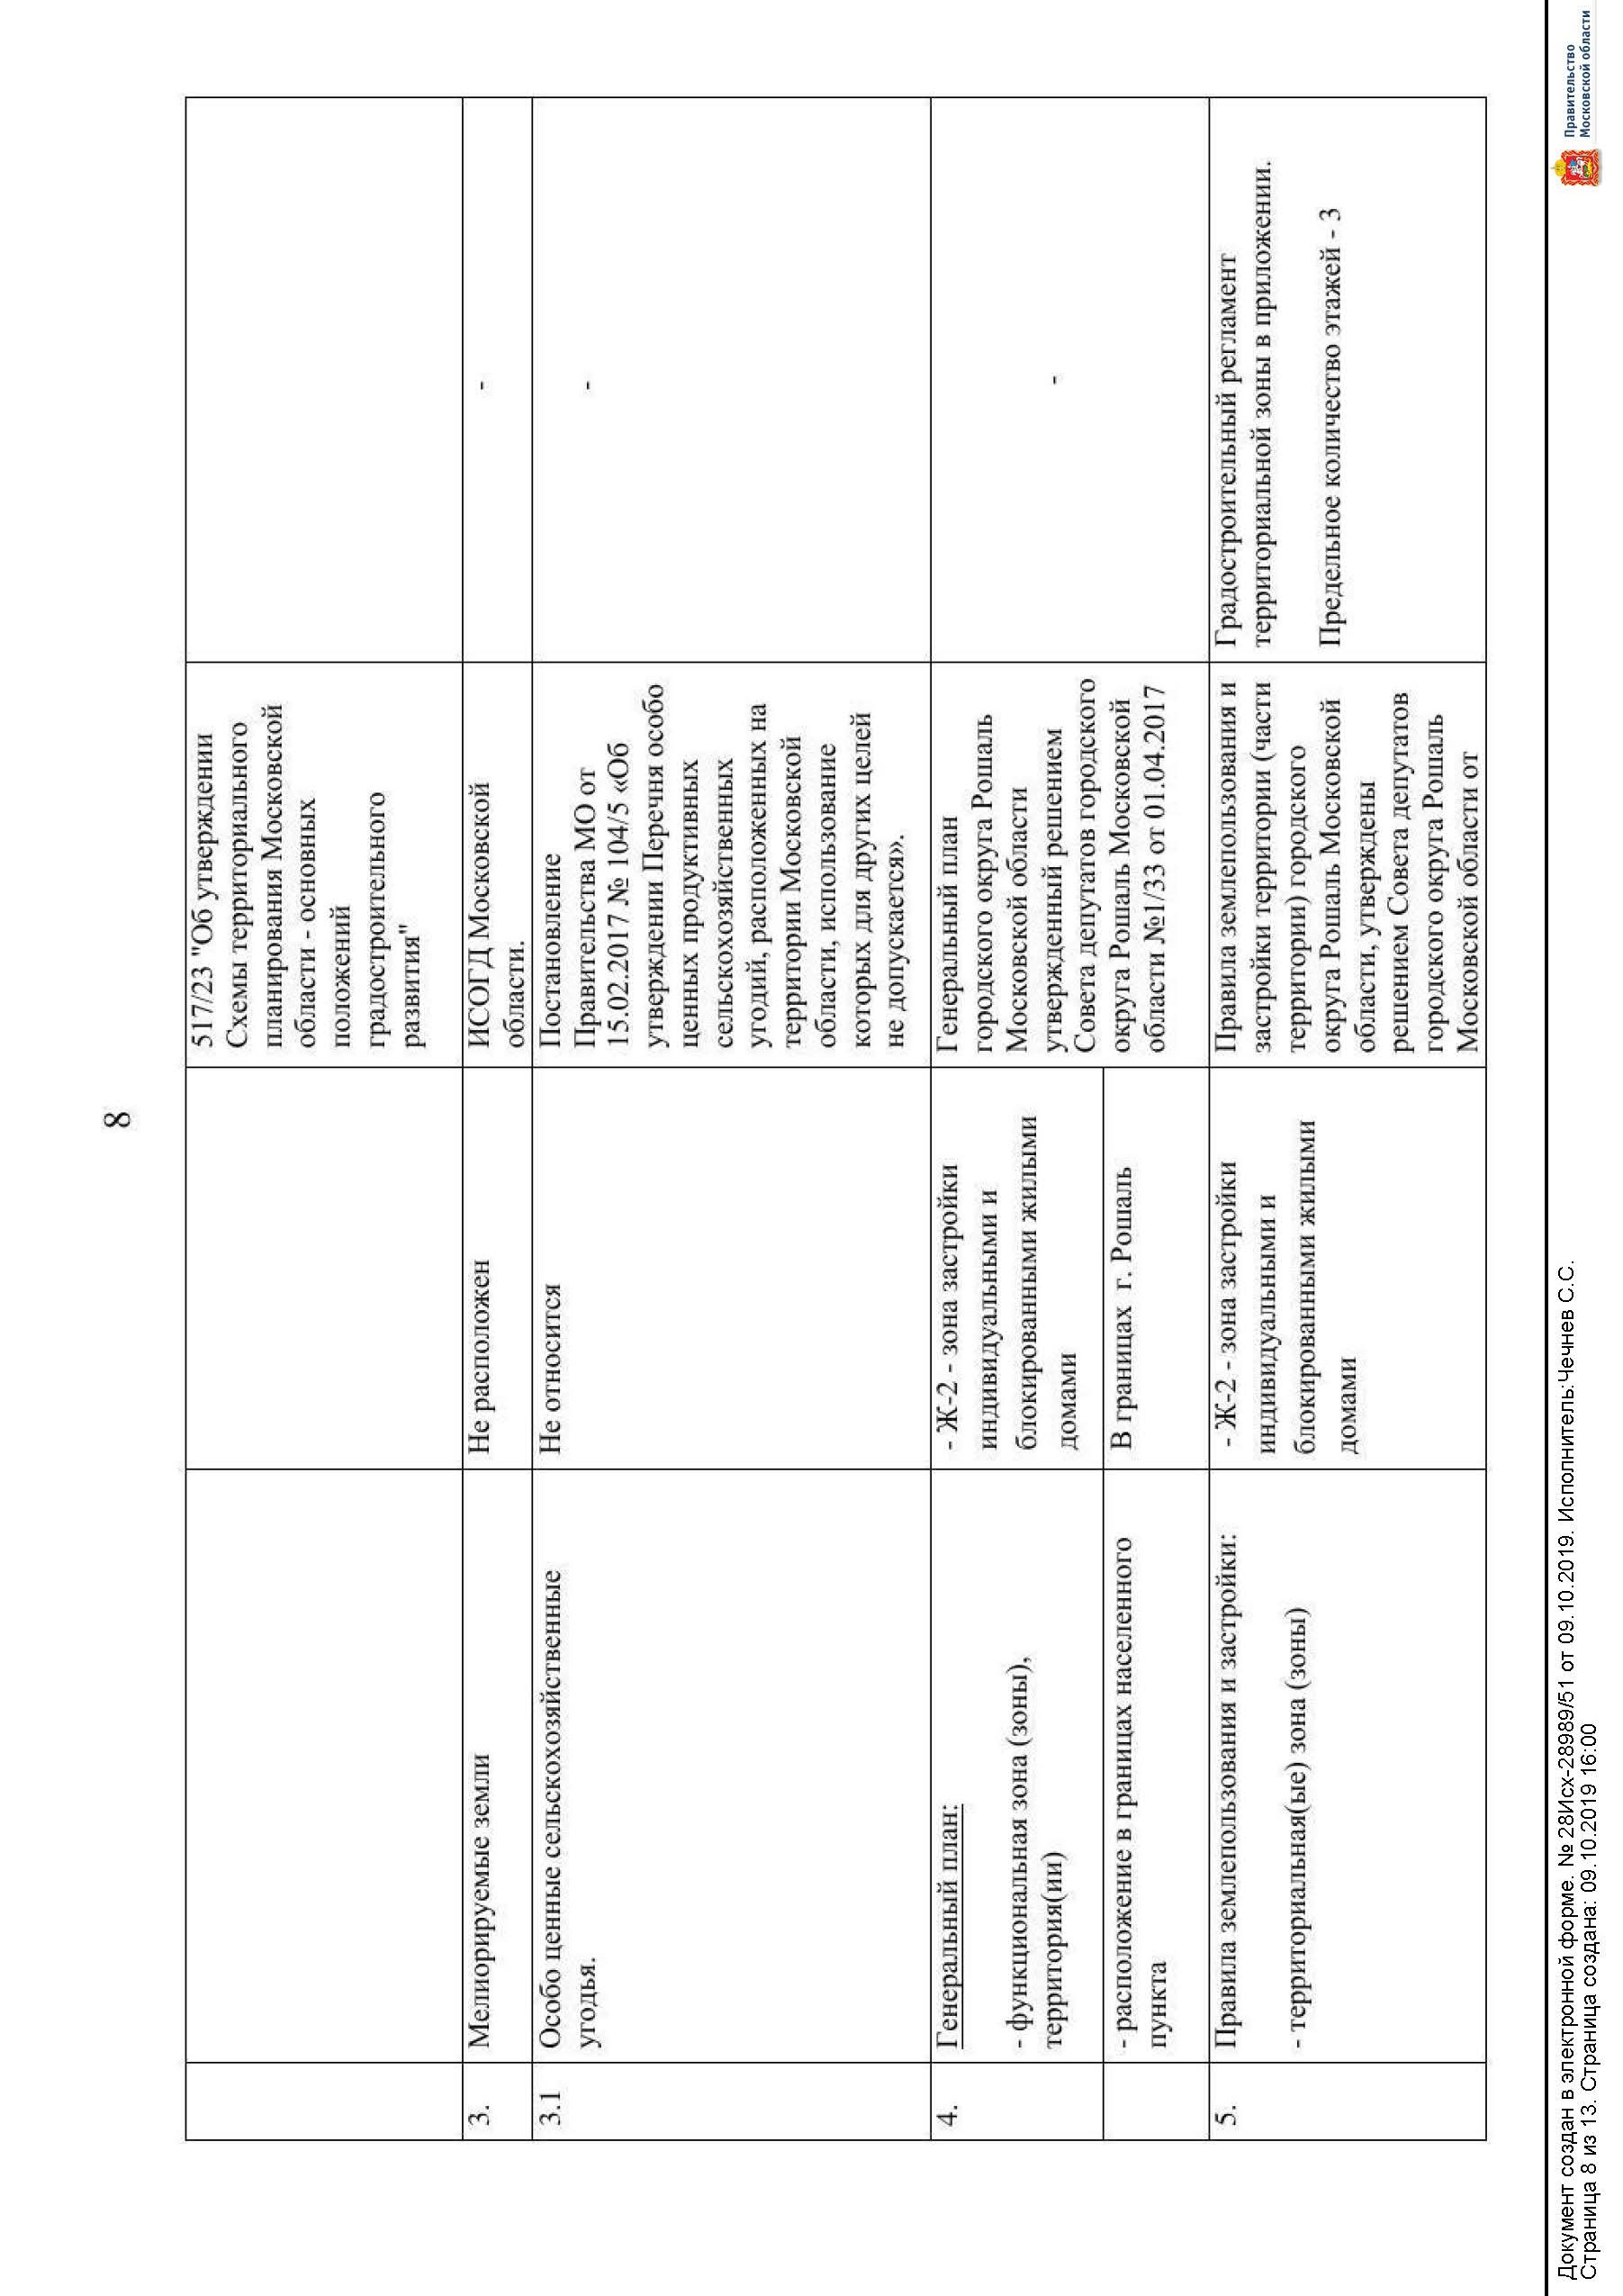 8
517/23 "Об утверждении
Схемы территориального
планирования Московской
области - основных
положений
градостроительного
развития"
3.
Мелиорируемые земли
Не расположен
ИСОГД Московской
области.
-
3.1
Особо ценные сельскохозяйственные
угодья.
Не относится
Постановление
Правительства МО от
15.02.2017 № 104/5 «Об
утверждении Перечня особо
ценных продуктивных
сельскохозяйственных
угодий, расположенных на
территории Московской
области, использование
которых для других целей
не допускается».
-
4.
Генеральный план:
- функциональная зона (зоны),
территория(ии)
- Ж-2 - зона застройки
индивидуальными и
блокированными жилыми
домами
Генеральный план
городского округа Рошаль
Московской области
утвержденный решением
Совета депутатов городского
округа Рошаль Московской
области №1/33 от 01.04.2017
-
- расположение в границах населенного
пункта
В границах г. Рошаль
5.
Правила землепользования и застройки:
- территориальная(ые) зона (зоны)
- Ж-2 - зона застройки
индивидуальными и
блокированными жилыми
домами
Правила землепользования и
застройки территории (части
территории) городского
округа Рошаль Московской
области, утверждены
решением Совета депутатов
городского округа Рошаль
Московской области от
Градостроительный регламент
территориальной зоны в приложении.
Предельное количество этажей - 3
Документ создан в электронной форме. № 28Исх-28989/51 от 09.10.2019. Исполнитель:Чечнев С.С.
Страница 8 из 13. Страница создана: 09.10.2019 16:00
Правительство
Московской области